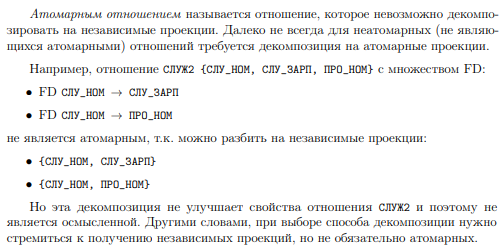 Атомарным отношением называется отношение, которое невозможно декомпо-
зировать на независимые проекции. Далеко не всегда для неатомарных (не являю-
щихся атомарными) отношений требуется декомпозиция на атомарные проекции.
Например, отношение СЛУЖ2 {СЛУ_НОМ, СЛУ_ЗАРП, ПРО_НОМ} с множеством FD:
• FD СЛУ_НОМ → СЛУ_ЗАРП
• FD СЛУ_НОМ → ПРО_НОМ
не является атомарным, т.к. можно разбить на независимые проекции:
• {СЛУ_НОМ, СЛУ_ЗАРП}
• {СЛУ_НОМ, ПРО_НОМ}
Но эта декомпозиция не улучшает свойства отношения СЛУЖ2 и поэтому не
является осмысленной. Другими словами, при выборе способа декомпозиции нужно
стремиться к получению независимых проекций, но не обязательно атомарных.